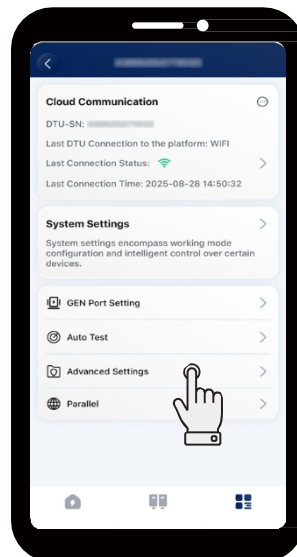 Cloud Communication
DTU-SN:
Last DTU Connection to the platform: WIFI
Last Connection Status:
Last Connection Time: 2025-08-28 14:50:32
System Settings
System settings encompass working mode
configuration and intelligent control over certain
devices.
GEN Port Setting
Auto Test
Advanced Settings
Parallel